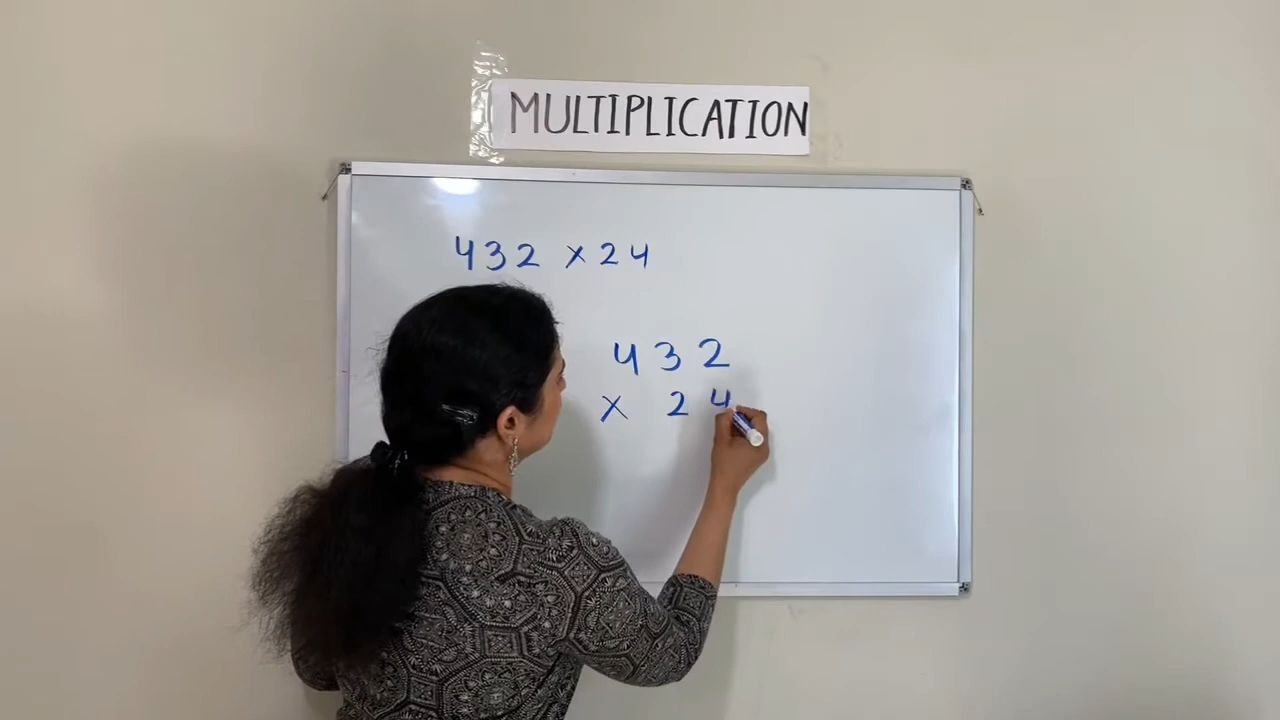 MULTIPLICATION
432 × 24
432
× 24